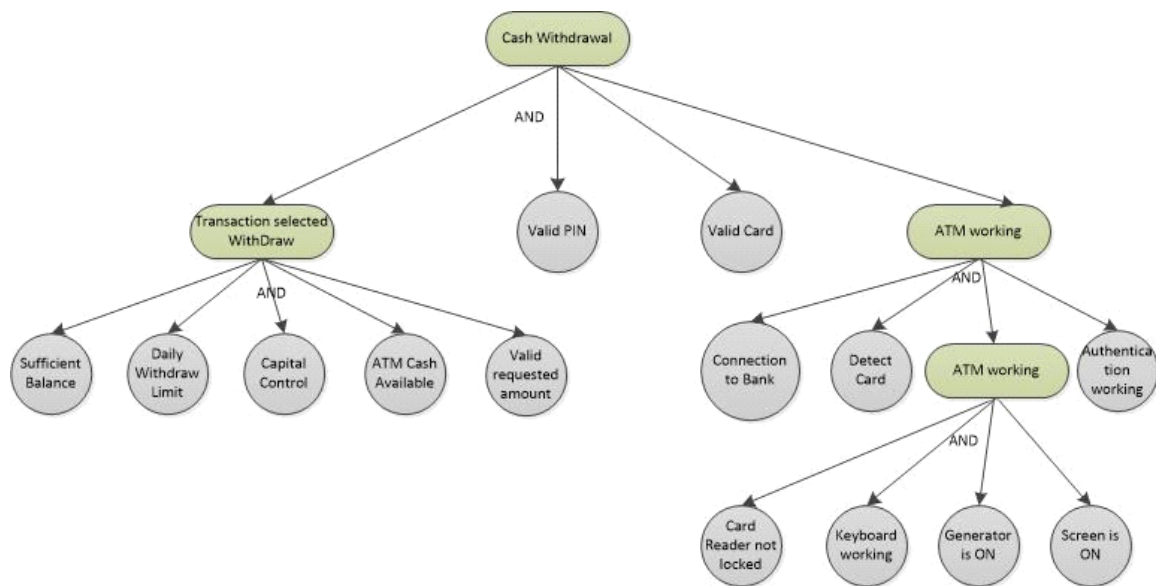 Cash Withdrawal
AND
Transaction selected
WithDraw
Valid PIN
Valid Card
ATM working
AND
AND
Sufficient
Balance
Daily
Withdraw
Limit
Capital
Control
ATM Cash
Available
Valid
requested
amount
Connection
to Bank
Detect
Card
ATM working
Authentica
tion
working
AND
Card
Reader not
locked
Keyboard
working
Generator
is ON
Screen is
ON